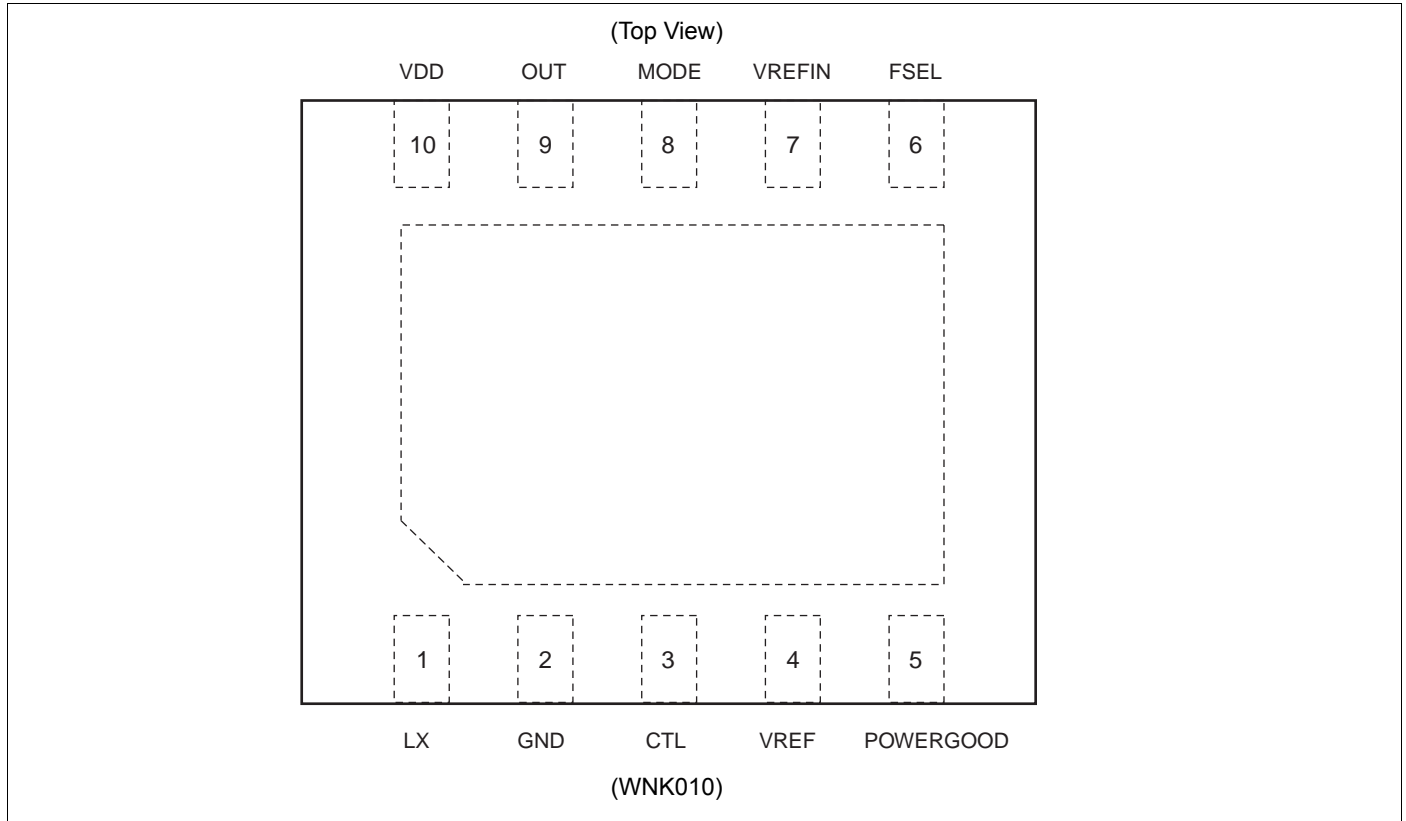 (Top View)
VDD OUT MODE VREFIN FSEL
10 9 8 7 6
1 2 3 4 5
LX GND CTL VREF POWERGOOD
(WNK010)